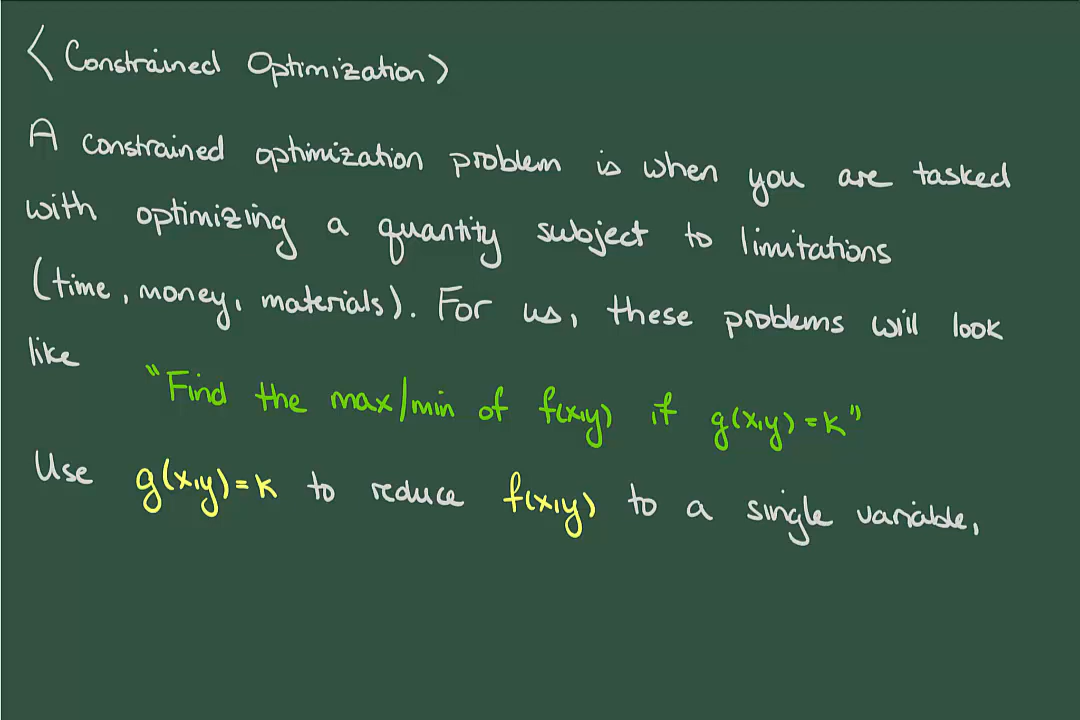 < Constrained Optimization >
A constrained optimization problem is when you are tasked
with optimizing a quantity subject to limitations
(time, money, materials). For us, these problems will look
like
"Find the max/min of f(x,y) if g(x,y)=k"
Use g(x,y)=k to reduce f(x,y) to a single variable,